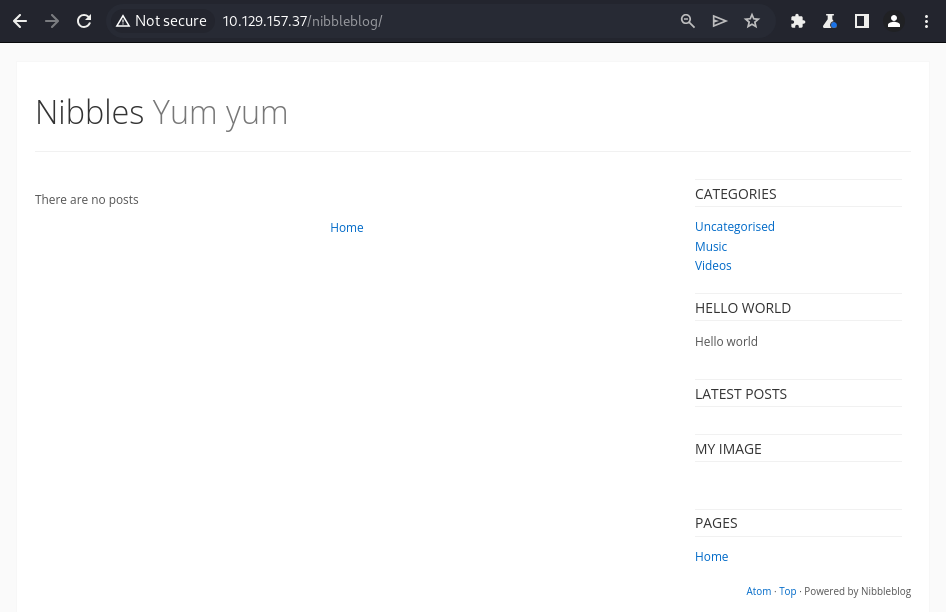 Not secure 10.129.157.37/nibbleblog/
Nibbles Yum yum
There are no posts
Home
CATEGORIES
Uncategorised
Music
Videos
HELLO WORLD
Hello world
LATEST POSTS
MY IMAGE
PAGES
Home
Atom · Top · Powered by Nibbleblog